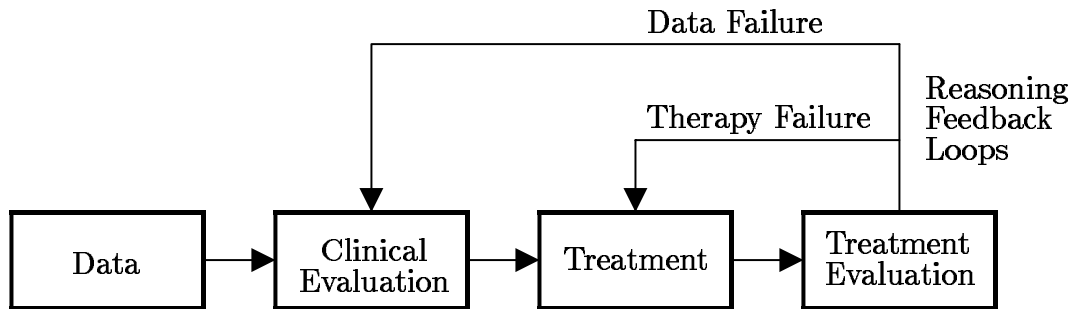 Data Failure
Reasoning
Feedback
Loops
Therapy Failure
Data
Clinical
Evaluation
Treatment
Treatment
Evaluation